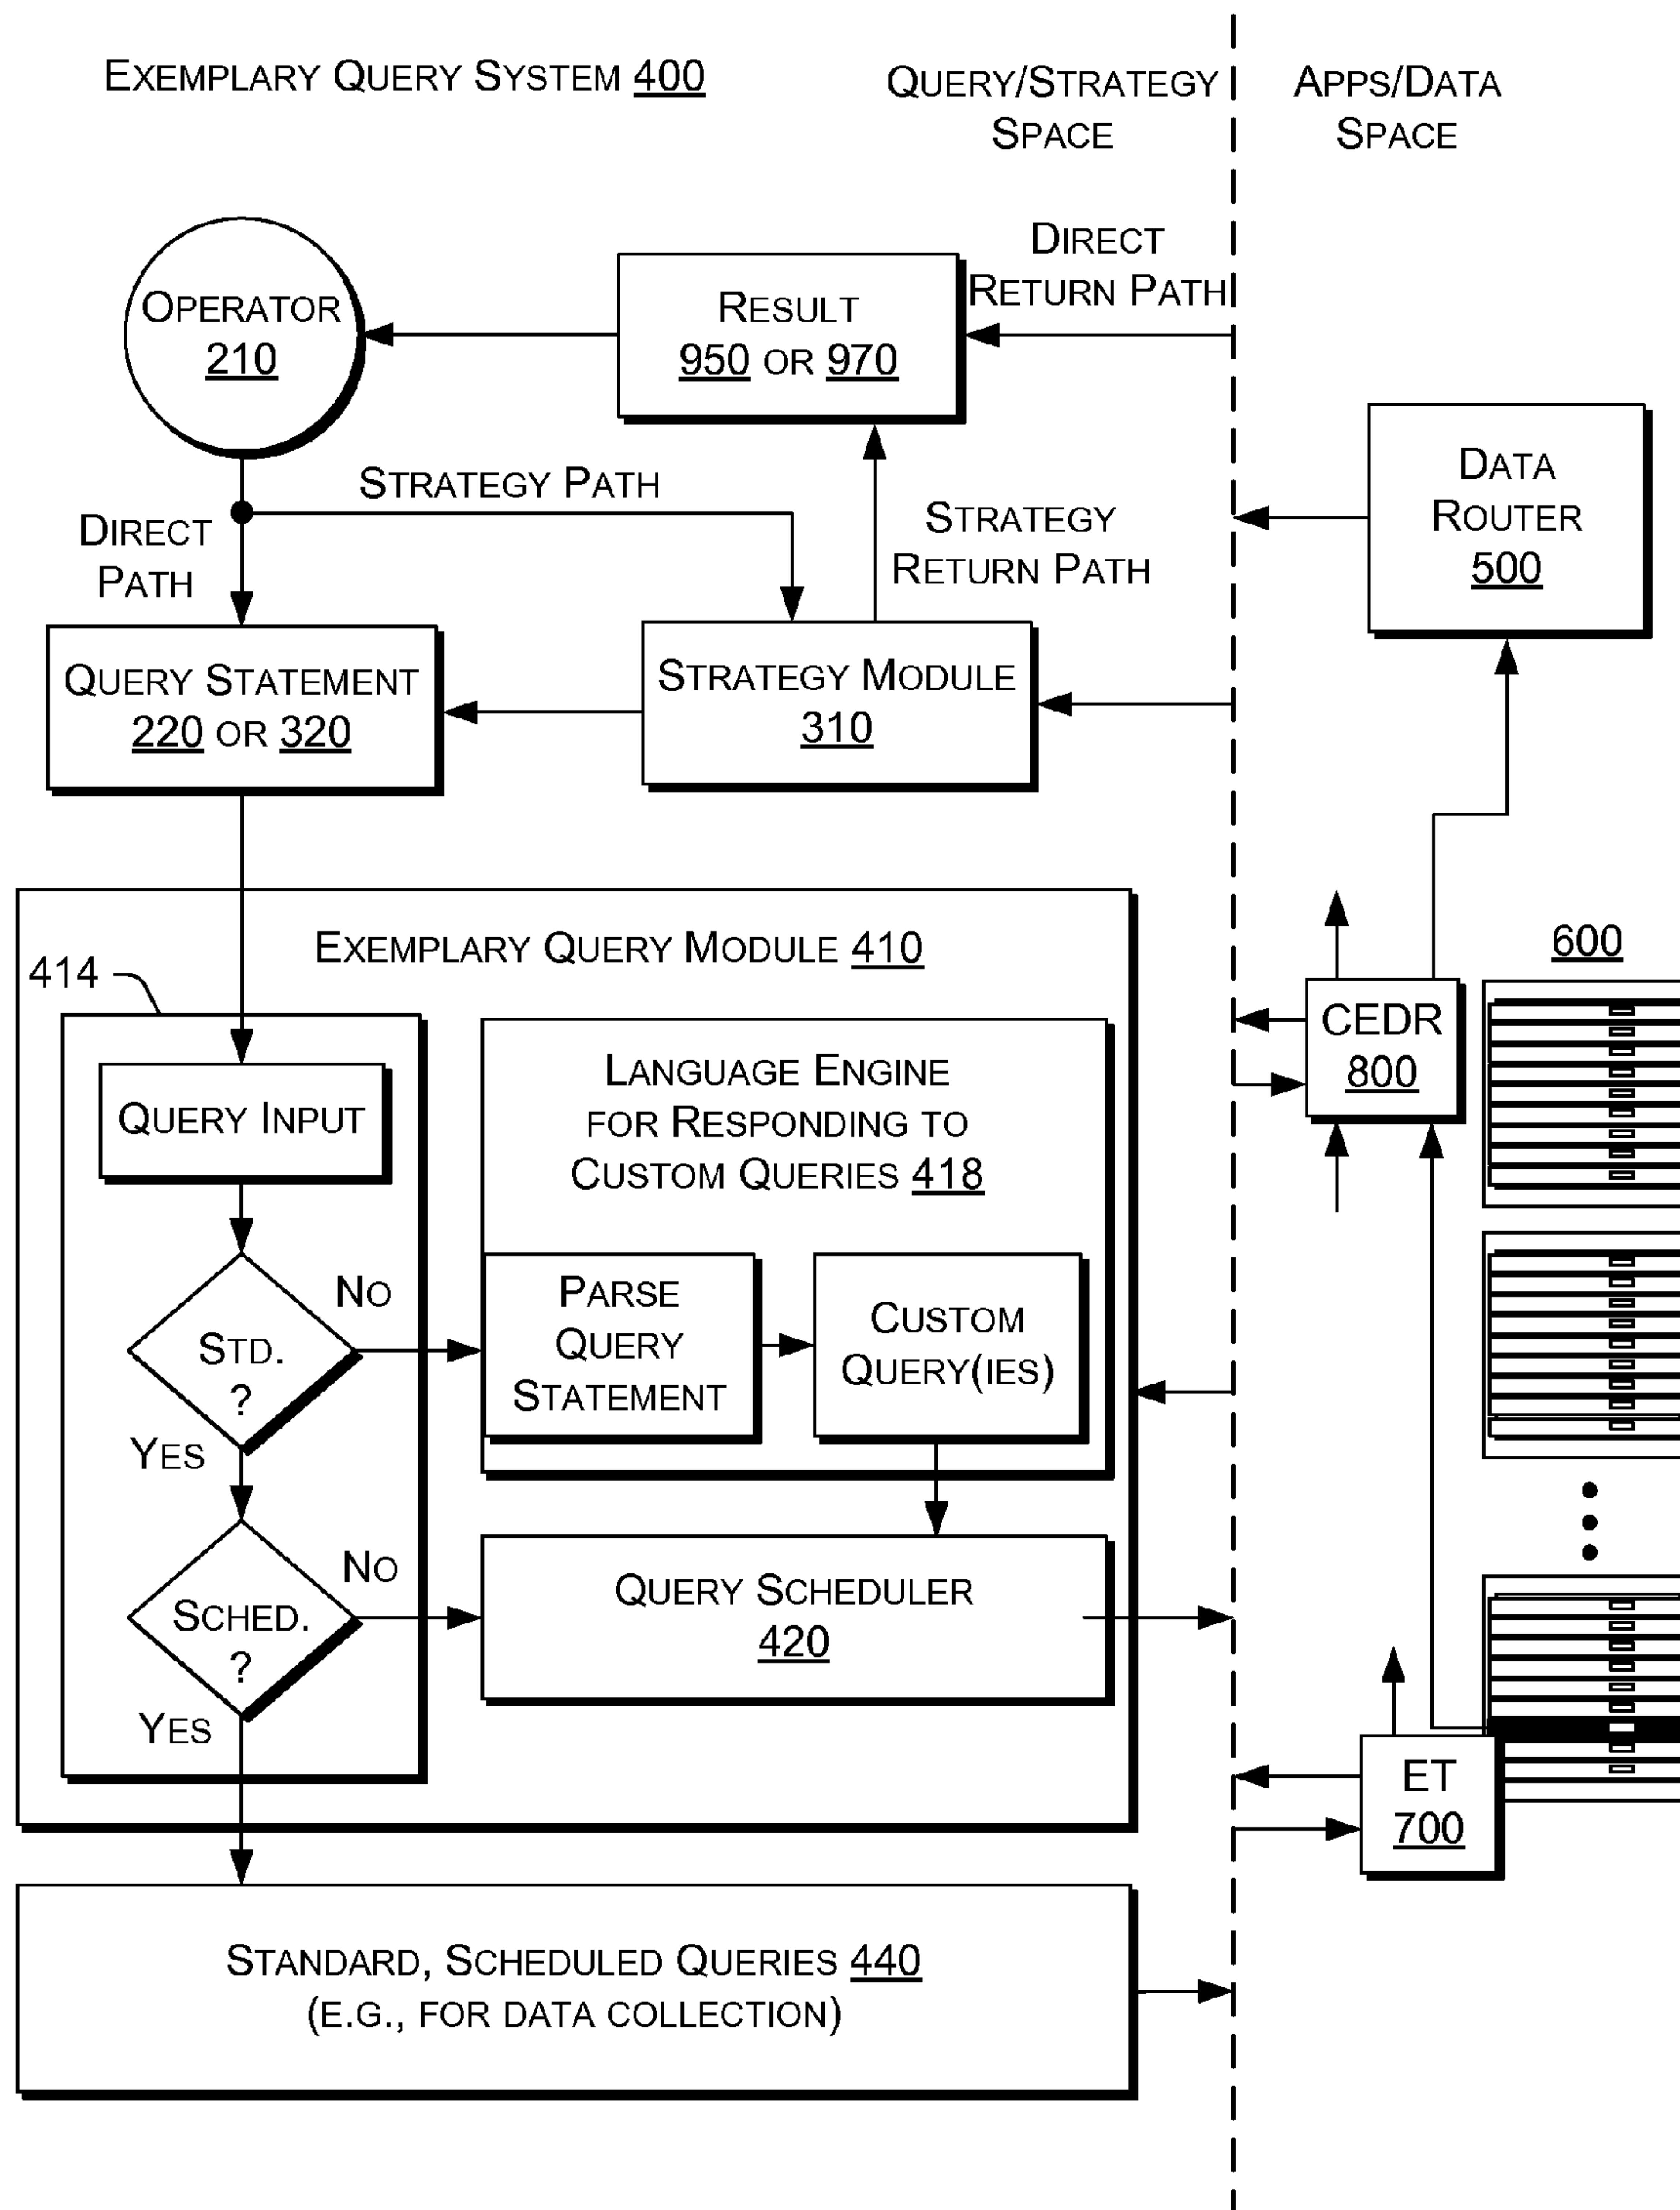 Exemplary Query System 400
Query/Strategy
Space
Apps/Data
Space
Operator
210
Result
950 or 970
Direct
Return Path
Strategy Path
Direct
Path
Strategy
Return Path
Data
Router
500
Query Statement
220 or 320
Strategy Module
310
Exemplary Query Module 410
414
Query Input
Language Engine
for Responding to
Custom Queries 418
CEDR
800
600
Std.
?
No
Yes
Parse
Query
Statement
Custom
Query(ies)
Sched.
?
No
Yes
Query Scheduler
420
ET
700
Standard, Scheduled Queries 440
(e.g., for data collection)